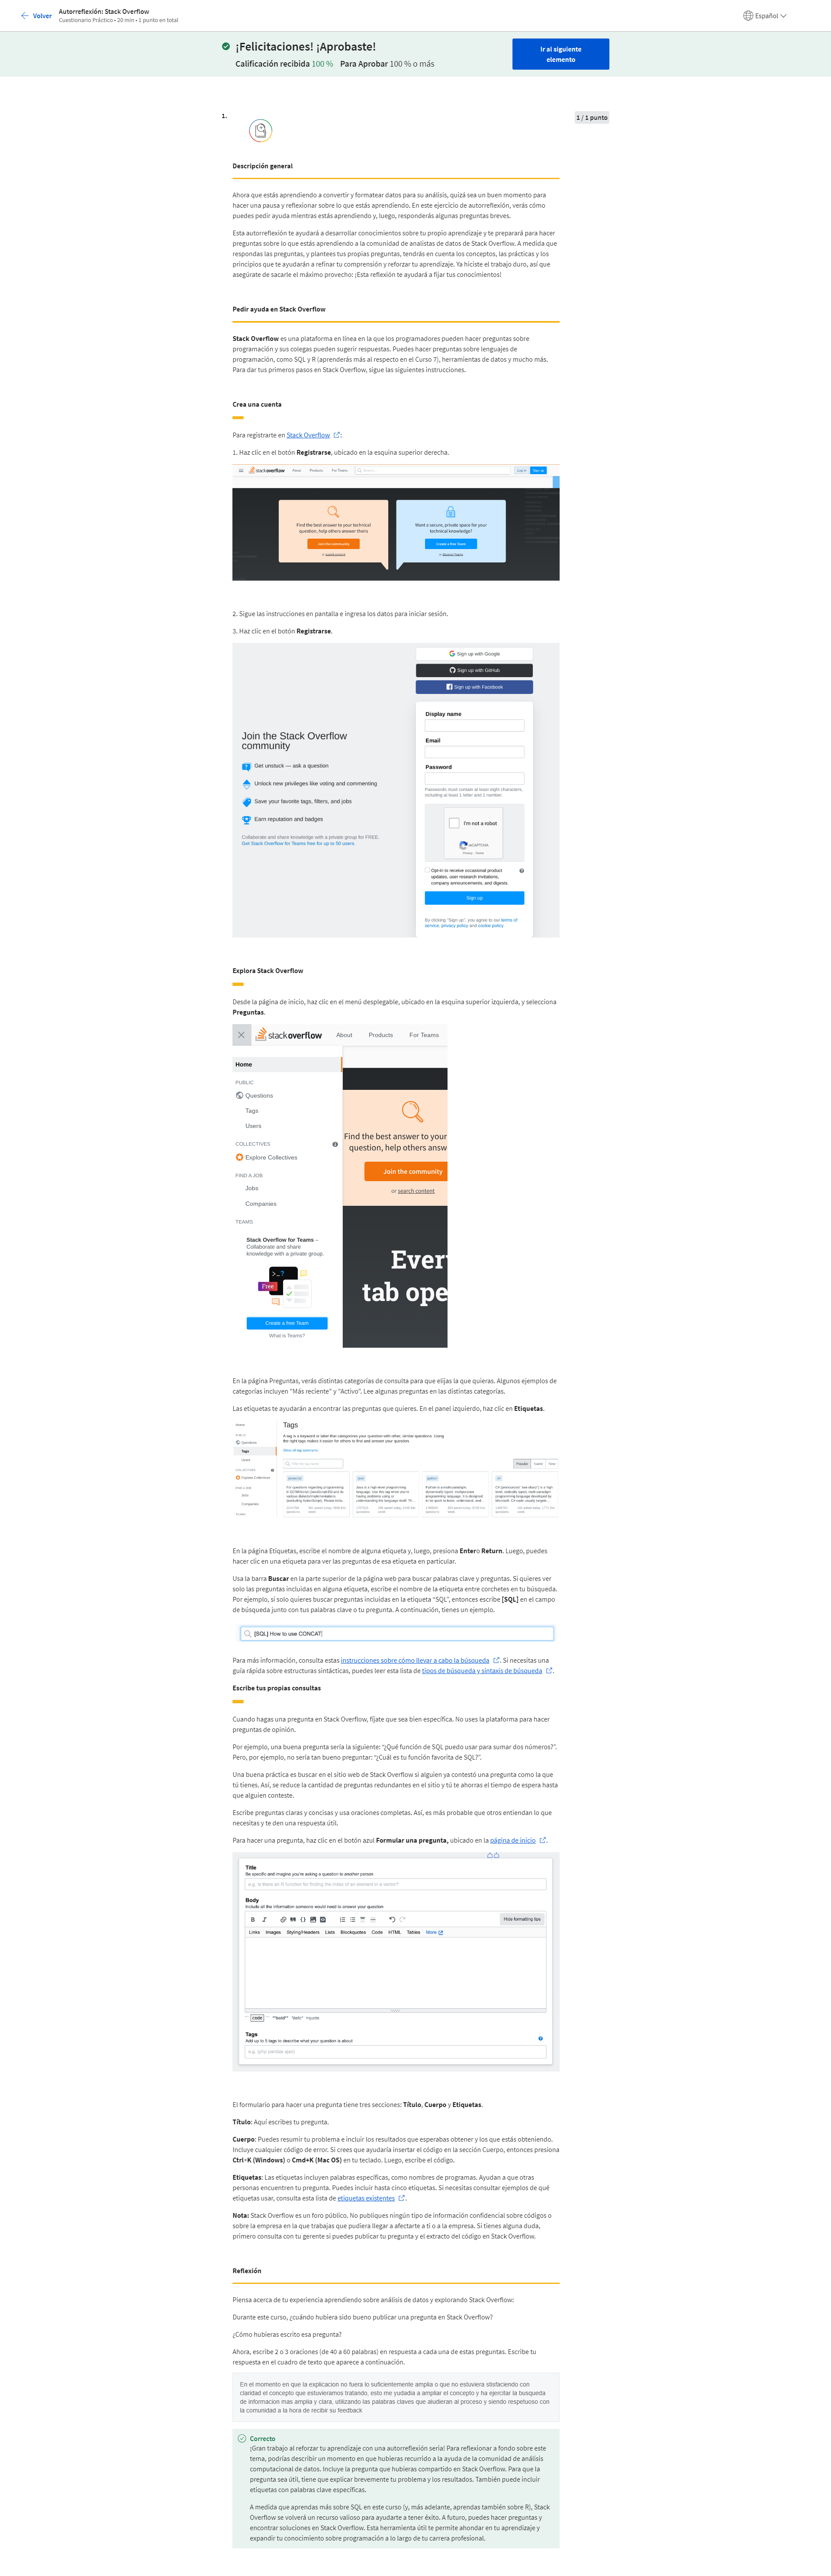 Volver
Autorreflexión: Stack Overflow
Cuestionario Práctico • 20 min • 1 punto en total
Español
¡Felicitaciones! ¡Aprobaste!
Calificación recibida 100 % Para Aprobar 100 % o más
Ir al siguiente
elemento
1.
1 / 1 punto
Descripción general
Ahora que estás aprendiendo a convertir y formatear datos para su análisis, quizá sea un buen momento para
hacer una pausa y reflexionar sobre lo que estás aprendiendo. En este ejercicio de autorreflexión, verás cómo
puedes pedir ayuda mientras estás aprendiendo y, luego, responderás algunas preguntas breves.
Esta autorreflexión te ayudará a desarrollar conocimientos sobre tu propio aprendizaje y te preparará para hacer
preguntas sobre lo que estás aprendiendo a la comunidad de analistas de datos de Stack Overflow. A medida que
respondas las preguntas, y plantees tus propias preguntas, tendrás en cuenta los conceptos, las prácticas y los
principios que te ayudarán a refinar tu comprensión y reforzar tu aprendizaje. Ya hiciste el trabajo duro, así que
asegúrate de sacarle el máximo provecho: ¡Esta reflexión te ayudará a fijar tus conocimientos!
Pedir ayuda en Stack Overflow
Stack Overflow es una plataforma en línea en la que los programadores pueden hacer preguntas sobre
programación y sus colegas pueden sugerir respuestas. Puedes hacer preguntas sobre lenguajes de
programación, como SQL y R (aprenderás más al respecto en el Curso 7), herramientas de datos y mucho más.
Para dar tus primeros pasos en Stack Overflow, sigue las siguientes instrucciones.
Crea una cuenta
Para registrarte en Stack Overflow :
1. Haz clic en el botón Registrarse, ubicado en la esquina superior derecha.
stackoverflow About Products For Teams Search... Log in Sign up
Find the best answer to your technical
question, help others answer theirs
Join the community
or search content
Want a secure, private space for your
technical knowledge?
Create a free Team
or discover Teams
2. Sigue las instrucciones en pantalla e ingresa los datos para iniciar sesión.
3. Haz clic en el botón Registrarse.
Sign up with Google
Sign up with GitHub
Sign up with Facebook
Join the Stack Overflow
community
Get unstuck — ask a question
Unlock new privileges like voting and commenting
Save your favorite tags, filters, and jobs
Earn reputation and badges
Collaborate and share knowledge with a private group for FREE.
Get Stack Overflow for Teams free for up to 50 users.
Display name
Email
Password
Passwords must contain at least eight characters,
including at least 1 letter and 1 number.
I'm not a robot
reCAPTCHA
Privacy - Terms
Opt-in to receive occasional product
updates, user research invitations,
company announcements, and digests.
Sign up
By clicking "Sign up", you agree to our terms of
service, privacy policy and cookie policy
Explora Stack Overflow
Desde la página de inicio, haz clic en el menú desplegable, ubicado en la esquina superior izquierda, y selecciona
Preguntas.
stackoverflow About Products For Teams
Home
PUBLIC
Questions
Tags
Users
COLLECTIVES
Explore Collectives
FIND A JOB
Jobs
Companies
TEAMS
Stack Overflow for Teams –
Collaborate and share
knowledge with a private group.
Free
Create a free Team
What is Teams?
Find the best answer to your
question, help others answ
Join the community
or search content
Every
tab ope
En la página Preguntas, verás distintas categorías de consulta para que elijas la que quieras. Algunos ejemplos de
categorías incluyen "Más reciente" y "Activo". Lee algunas preguntas en las distintas categorías.
Las etiquetas te ayudarán a encontrar las preguntas que quieres. En el panel izquierdo, haz clic en Etiquetas.
Home
PUBLIC
Questions
Tags
Users
COLLECTIVES
Explore Collectives
FIND A JOB
Jobs
Companies
TEAMS
Tags
A tag is a keyword or label that categorizes your question with other, similar questions. Using
the right tags makes it easier for others to find and answer your question.
Show all tag synonyms
Filter by tag name
Popular Name New
javascript
java
python
c#
En la página Etiquetas, escribe el nombre de alguna etiqueta y, luego, presiona Entero Return. Luego, puedes
hacer clic en una etiqueta para ver las preguntas de esa etiqueta en particular.
Usa la barra Buscar en la parte superior de la página web para buscar palabras clave y preguntas. Si quieres ver
solo las preguntas incluidas en alguna etiqueta, escribe el nombre de la etiqueta entre corchetes en tu búsqueda.
Por ejemplo, si solo quieres buscar preguntas incluidas en la etiqueta "SQL", entonces escribe [SQL] en el campo
de búsqueda junto con tus palabras clave o tu pregunta. A continuación, tienes un ejemplo.
[SQL] How to use CONCAT
Para más información, consulta estas instrucciones sobre cómo llevar a cabo la búsqueda . Si necesitas una
guía rápida sobre estructuras sintácticas, puedes leer esta lista de tipos de búsqueda y sintaxis de búsqueda .
Escribe tus propias consultas
Cuando hagas una pregunta en Stack Overflow, fíjate que sea bien específica. No uses la plataforma para hacer
preguntas de opinión.
Por ejemplo, una buena pregunta sería la siguiente: "¿Qué función de SQL puedo usar para sumar dos números?".
Pero, por ejemplo, no sería tan bueno preguntar: "¿Cuál es tu función favorita de SQL?".
Una buena práctica es buscar en el sitio web de Stack Overflow si alguien ya contestó una pregunta como la que
tú tienes. Así, se reduce la cantidad de preguntas redundantes en el sitio y tú te ahorras el tiempo de espera hasta
que alguien conteste.
Escribe preguntas claras y concisas y usa oraciones completas. Así, es más probable que otros entiendan lo que
necesitas y te den una respuesta útil.
Para hacer una pregunta, haz clic en el botón azul Formular una pregunta, ubicado en la página de inicio .
Title
Be specific and imagine you're asking a question to another person
e.g. Is there an R function for finding the index of an element in a vector?
Body
Include all the information someone would need to answer your question
Hide formatting tips
Links Images Styling/Headers Lists Blockquotes Code HTML Tables More
code **bold** *italic* >quote
Tags
Add up to 5 tags to describe what your question is about
e.g. (php pandas ajax)
El formulario para hacer una pregunta tiene tres secciones: Título, Cuerpo y Etiquetas.
Título: Aquí escribes tu pregunta.
Cuerpo: Puedes resumir tu problema e incluir los resultados que esperabas obtener y los que estás obteniendo.
Incluye cualquier código de error. Si crees que ayudaría insertar el código en la sección Cuerpo, entonces presiona
Ctrl+K (Windows) o Cmd+K (Mac OS) en tu teclado. Luego, escribe el código.
Etiquetas: Las etiquetas incluyen palabras específicas, como nombres de programas. Ayudan a que otras
personas encuentren tu pregunta. Puedes incluir hasta cinco etiquetas. Si necesitas consultar ejemplos de qué
etiquetas usar, consulta esta lista de etiquetas existentes .
Nota: Stack Overflow es un foro público. No publiques ningún tipo de información confidencial sobre códigos o
sobre la empresa en la que trabajas que pudiera llegar a afectarte a ti o a la empresa. Si tienes alguna duda,
primero consulta con tu gerente si puedes publicar tu pregunta y el extracto del código en Stack Overflow.
Reflexión
Piensa acerca de tu experiencia aprendiendo sobre análisis de datos y explorando Stack Overflow:
Durante este curso, ¿cuándo hubiera sido bueno publicar una pregunta en Stack Overflow?
¿Cómo hubieras escrito esa pregunta?
Ahora, escribe 2 o 3 oraciones (de 40 a 60 palabras) en respuesta a cada una de estas preguntas. Escribe tu
respuesta en el cuadro de texto que aparece a continuación.
En el momento en que la explicacion no fuera lo suficientemente amplia o que no estuviera stisfaciendo con
claridad el concepto que estuvieramos tratando, esto me yudadia a ampliar el concepto y ha ejercitar la busqueda
de informacion mas amplia y clara, utilizando las palabras claves que aludieran al proceso y siendo respetuoso con
la comunidad a la hora de recibir su feedback
Correcto
¡Gran trabajo al reforzar tu aprendizaje con una autorreflexión seria! Para reflexionar a fondo sobre este
tema, podrías describir un momento en que hubieras recurrido a la ayuda de la comunidad de análisis
computacional de datos. Incluye la pregunta que hubieras compartido en Stack Overflow. Para que la
pregunta sea útil, tiene que explicar brevemente tu problema y los resultados. También puede incluir
etiquetas con palabras clave específicas.
A medida que aprendas más sobre SQL en este curso (y, más adelante, aprendas también sobre R), Stack
Overflow se volverá un recurso valioso para ayudarte a tener éxito. A futuro, puedes hacer preguntas y
encontrar soluciones en Stack Overflow. Esta herramienta útil te permite ahondar en tu aprendizaje y
expandir tu conocimiento sobre programación a lo largo de tu carrera profesional.